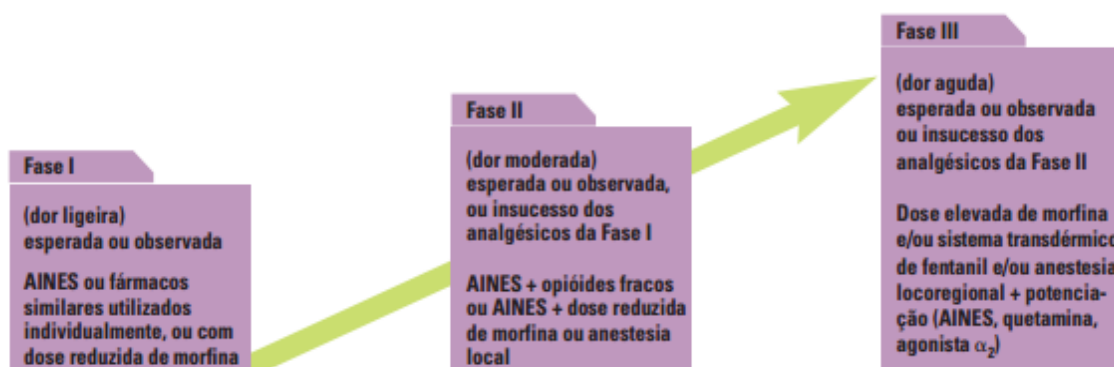 Fase I
(dor ligeira)
esperada ou observada
AINES ou fármacos
similares utilizados
individualmente, ou com
dose reduzida de morfina
Fase II
(dor moderada)
esperada ou observada,
ou insucesso dos
analgésicos da Fase I
AINES + opióides fracos
ou AINES + dose reduzida
de morfina ou anestesia
local
Fase III
(dor aguda)
esperada ou observada
ou insucesso dos
analgésicos da Fase II
Dose elevada de morfina
e/ou sistema transdérmico
de fentanil e/ou anestesia
locoregional + potencia-
ção (AINES, quetamina,
agonista α₂)